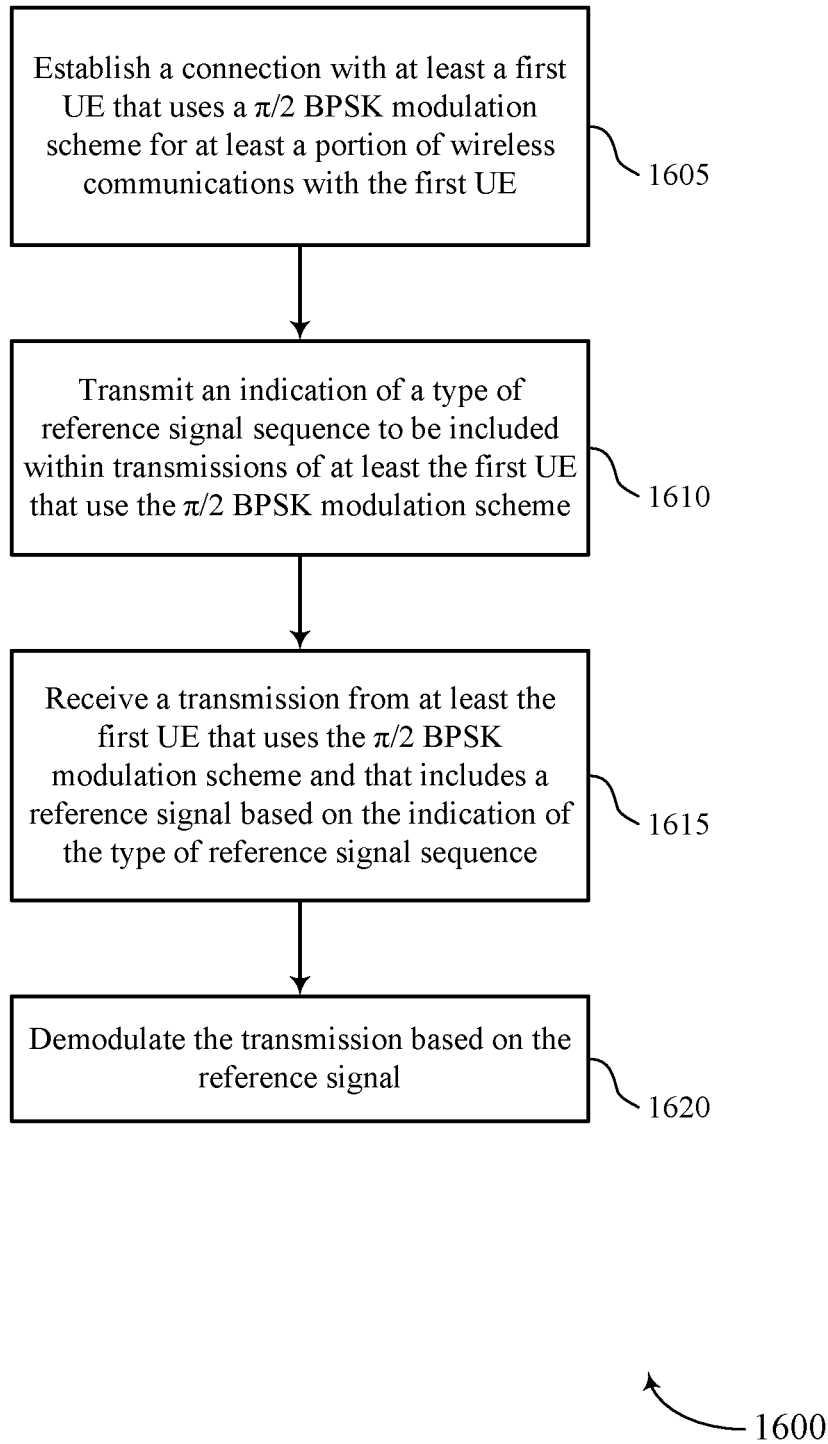 Establish a connection with at least a first
UE that uses a π/2 BPSK modulation
scheme for at least a portion of wireless
communications with the first UE
1605
Transmit an indication of a type of
reference signal sequence to be included
within transmissions of at least the first UE
that use the π/2 BPSK modulation scheme
1610
Receive a transmission from at least the
first UE that uses the π/2 BPSK
modulation scheme and that includes a
reference signal based on the indication of
the type of reference signal sequence
1615
Demodulate the transmission based on the
reference signal
1620
1600